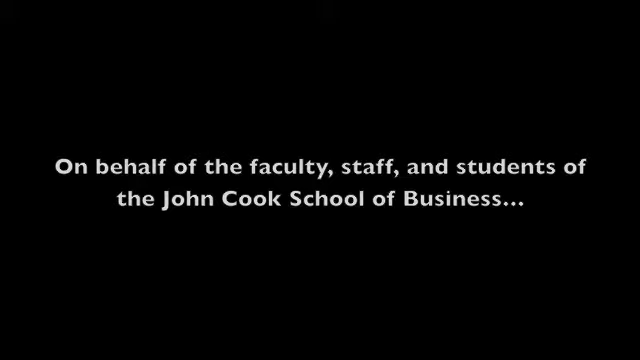 On behalf of the faculty, staff, and students of
the John Cook School of Business...